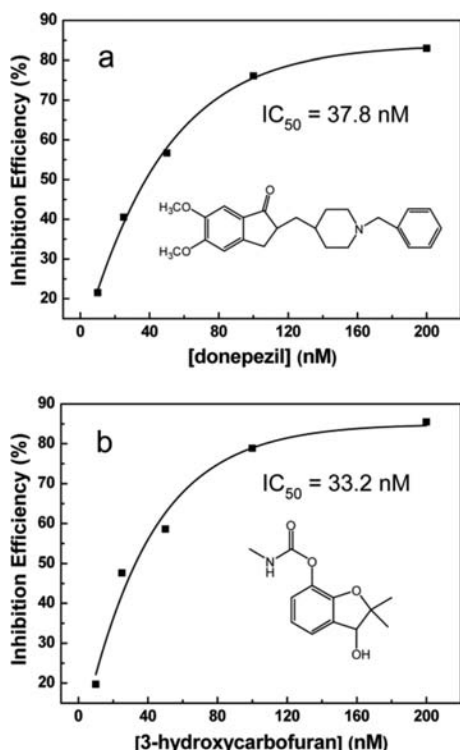 a
90
80
70
60
50
40
30
20
Inhibition Efficiency (%)
IC50 = 37.8 nM
O
H3CO
H3CO
N
0 40 80 120 160 200
[donepezil] (nM)
b
90
80
70
60
50
40
30
20
Inhibition Efficiency (%)
IC50 = 33.2 nM
O
N
H
O
O
OH
0 40 80 120 160 200
[3-hydroxycarbofuran] (nM)